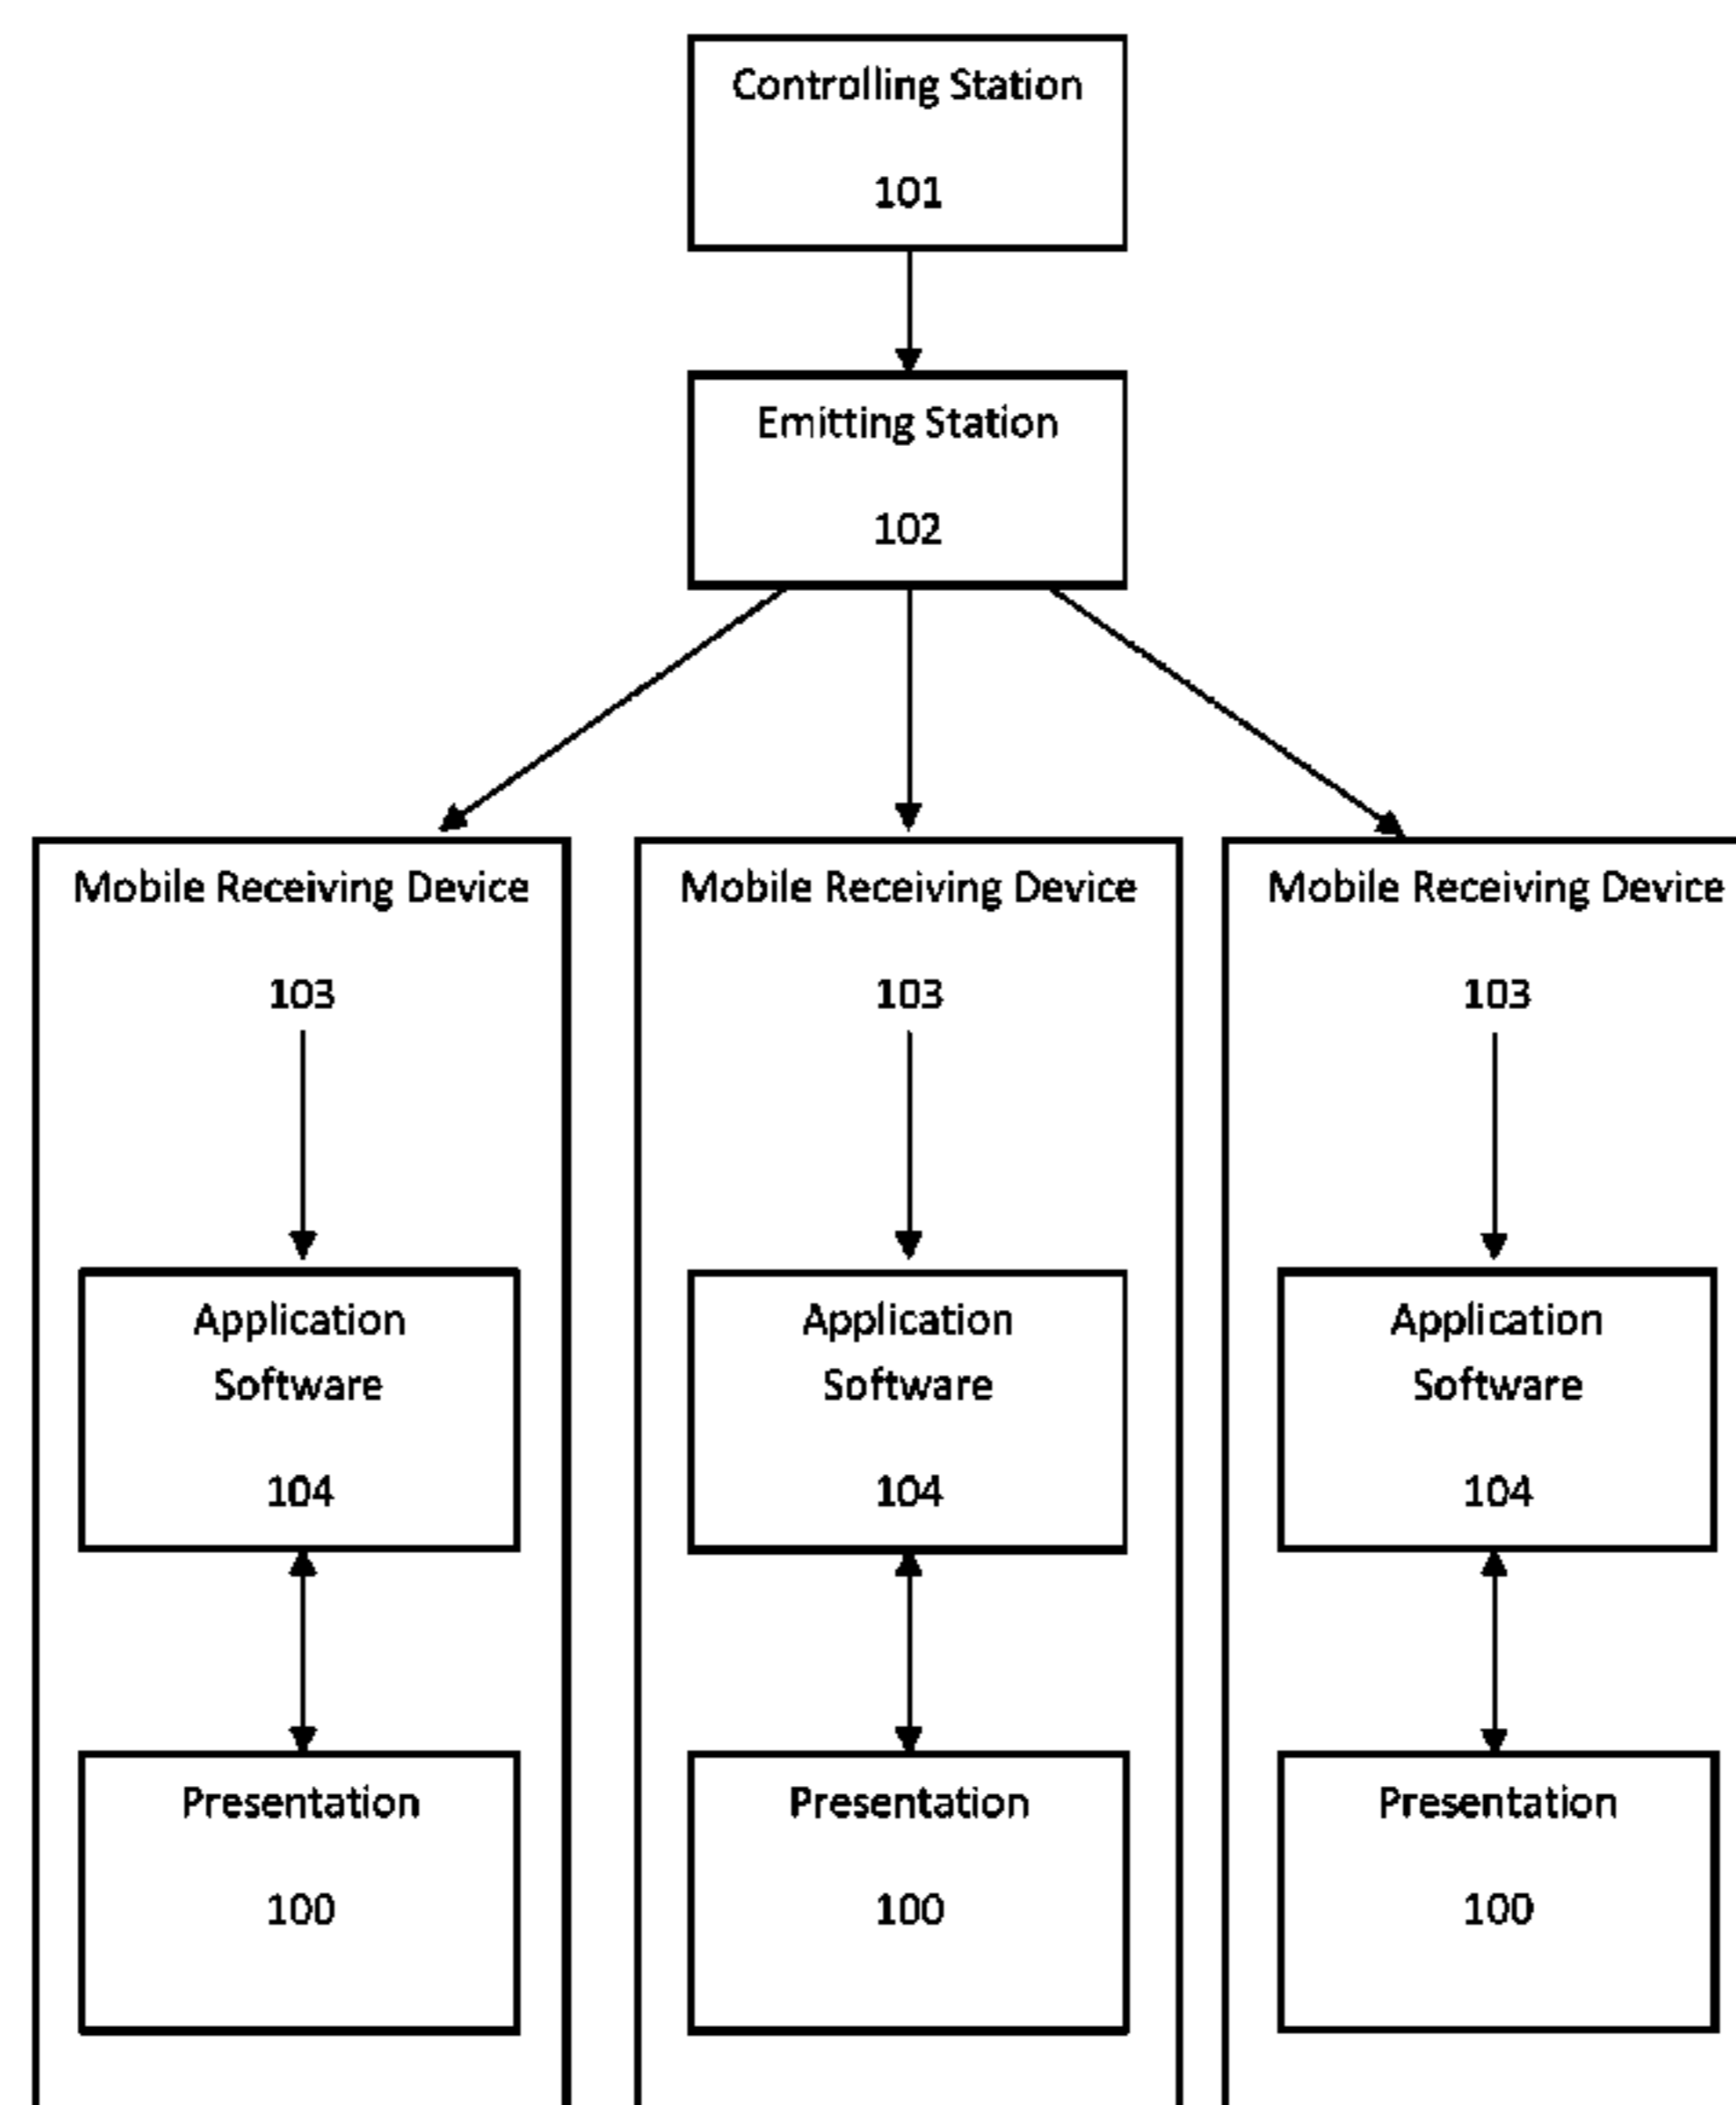 Controlling Station
101
Emitting Station
102
Mobile Receiving Device
103
Application
Software
104
Presentation
100
Mobile Receiving Device
103
Application
Software
104
Presentation
100
Mobile Receiving Device
103
Application
Software
104
Presentation
100